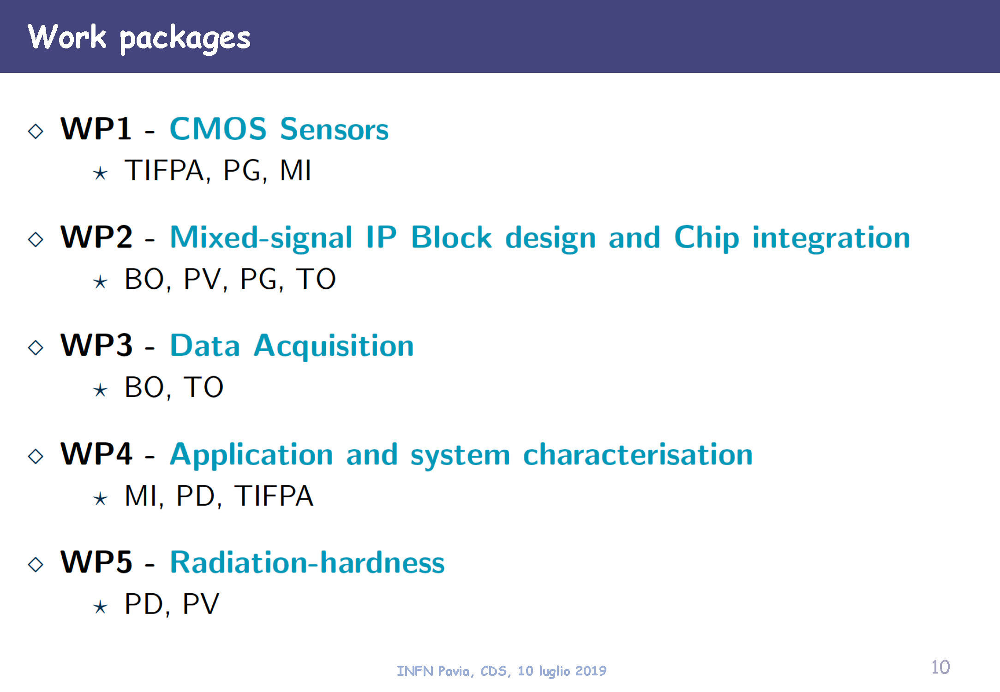 Work packages
◇ WP1 - CMOS Sensors
⋆ TIFPA, PG, MI
◇ WP2 - Mixed-signal IP Block design and Chip integration
⋆ BO, PV, PG, TO
◇ WP3 - Data Acquisition
⋆ BO, TO
◇ WP4 - Application and system characterisation
⋆ MI, PD, TIFPA
◇ WP5 - Radiation-hardness
⋆ PD, PV
INFN Pavia, CDS, 10 luglio 2019
10